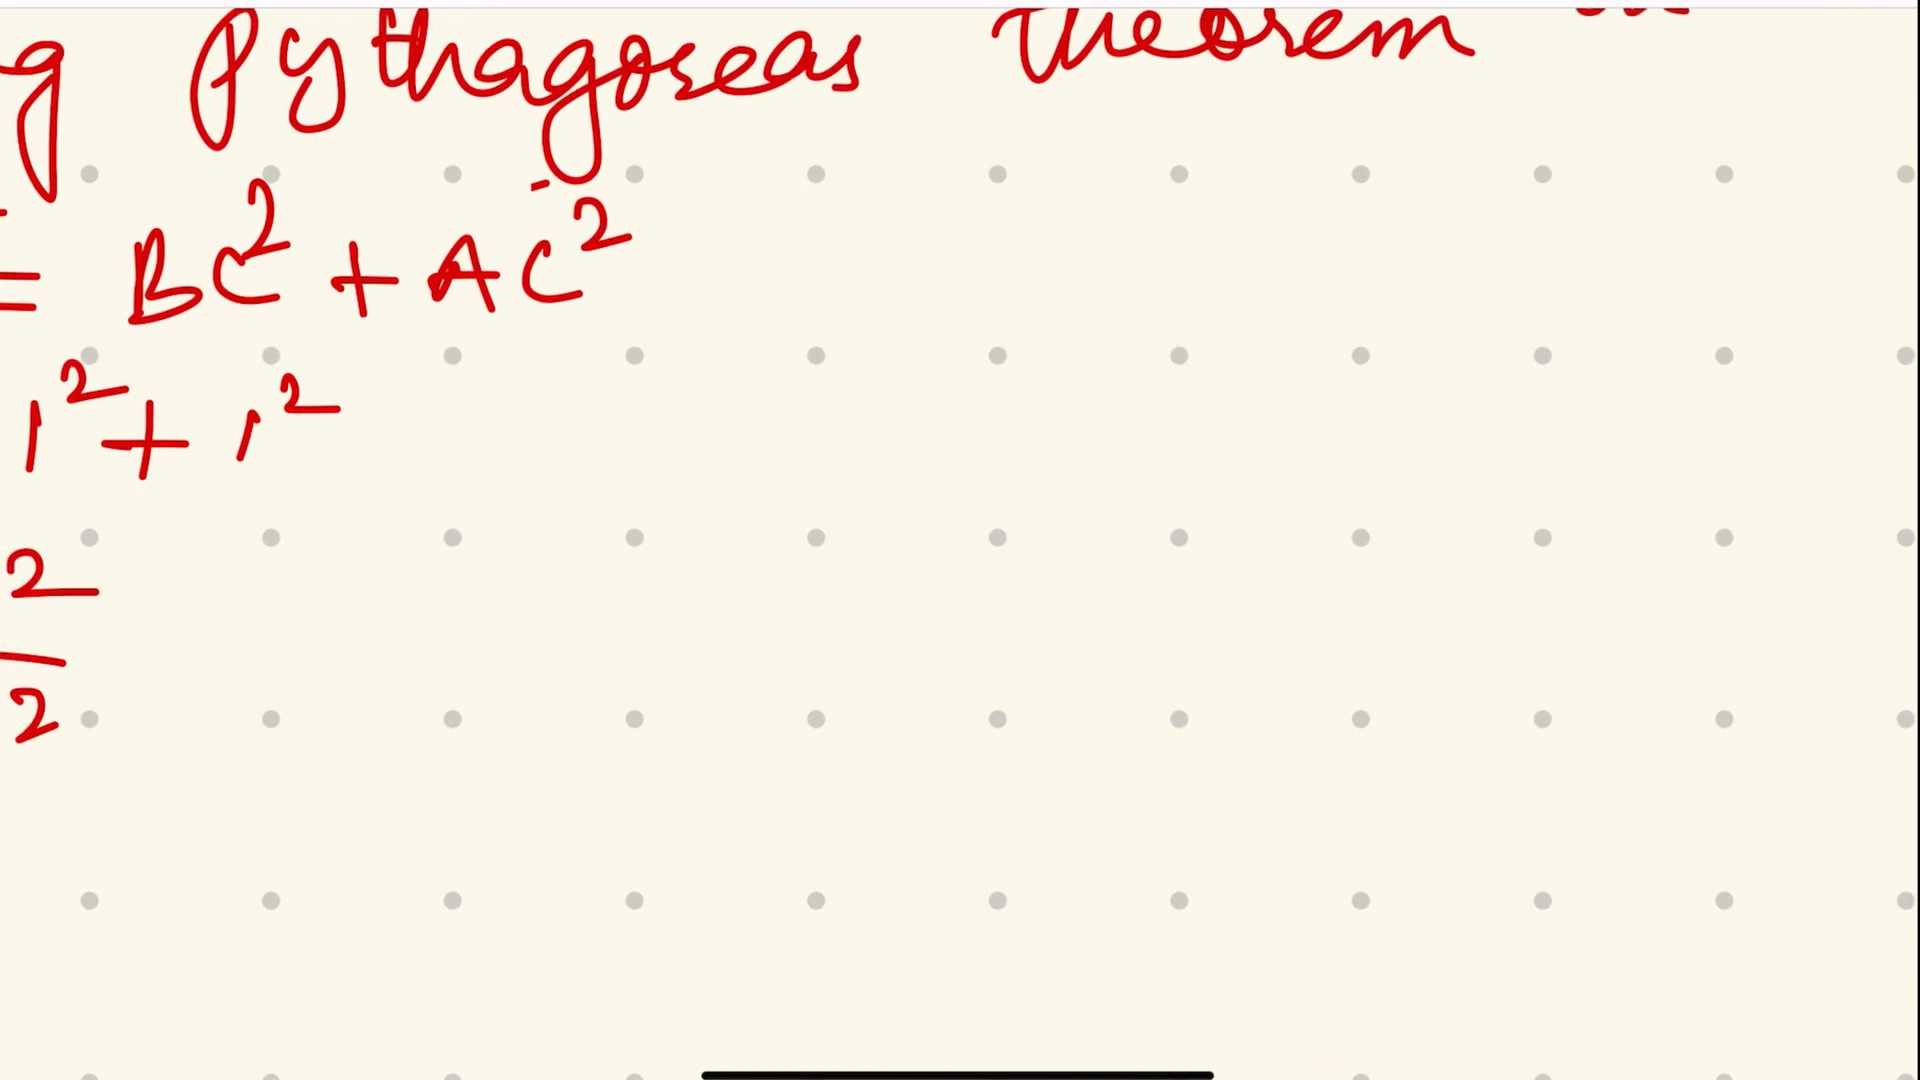 g Pythagoreas theorem
= BC² + AC²
1² + 1²
2
2